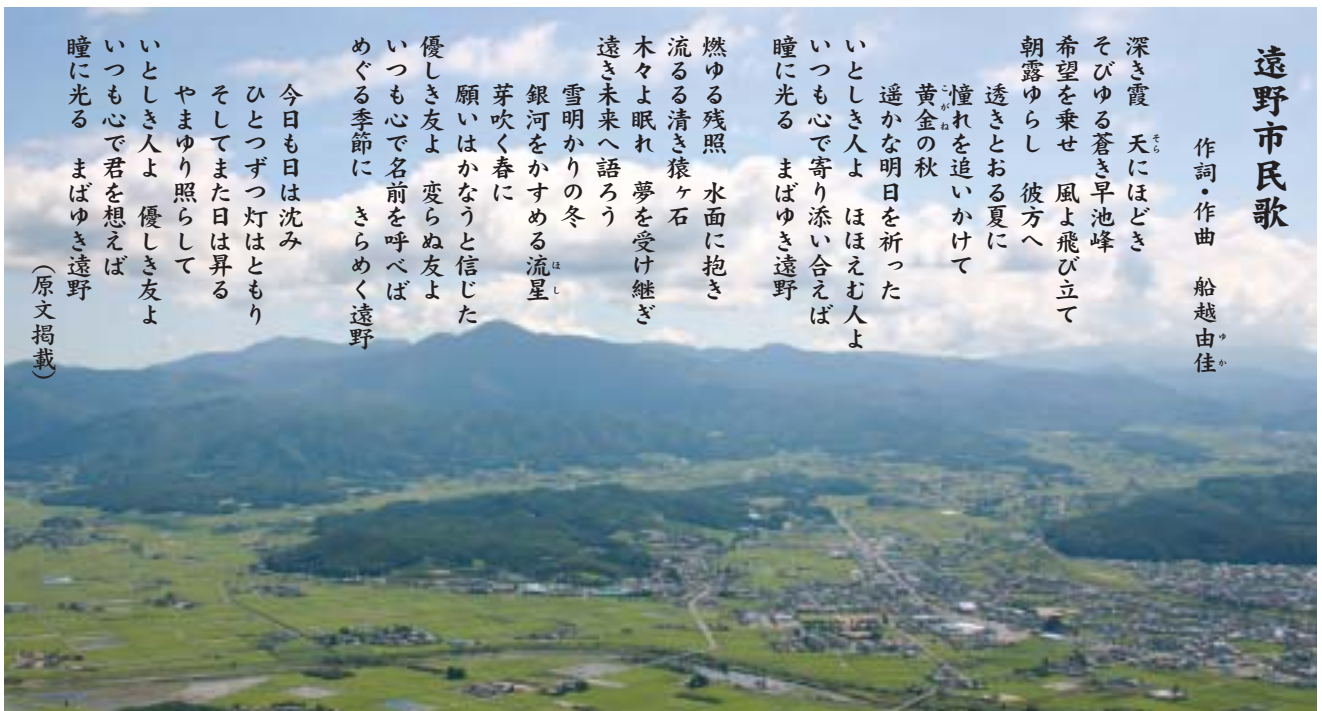 遠野市民歌
作詞・作曲　船越由佳
ゆか
深き霞　天にほどき
そら
そびゆる蒼き早池峰
希望を乗せ　風よ飛び立て
朝露ゆらし　彼方へ
透きとおる夏に
憧れを追いかけて
黄金の秋
こがね
遥かな明日を祈った
いとしき人よ　ほほえむ人よ
いつも心で寄り添い合えば
瞳に光る　まばゆき遠野
燃ゆる残照　水面に抱き
流るる清き猿ヶ石
木々よ眠れ　夢を受け継ぎ
遠き未来へ語ろう
雪明かりの冬
銀河をかすめる流星
ほし
芽吹く春に
願いはかなうと信じた
優しき友よ　変らぬ友よ
いつも心で名前を呼べば
めぐる季節に　きらめく遠野
今日も日は沈み
ひとつずつ灯はともり
そしてまた日は昇る
やまゆり照らして
いとしき人よ　優しき友よ
いつも心で君を想えば
瞳に光る　まばゆき遠野
（原文掲載）